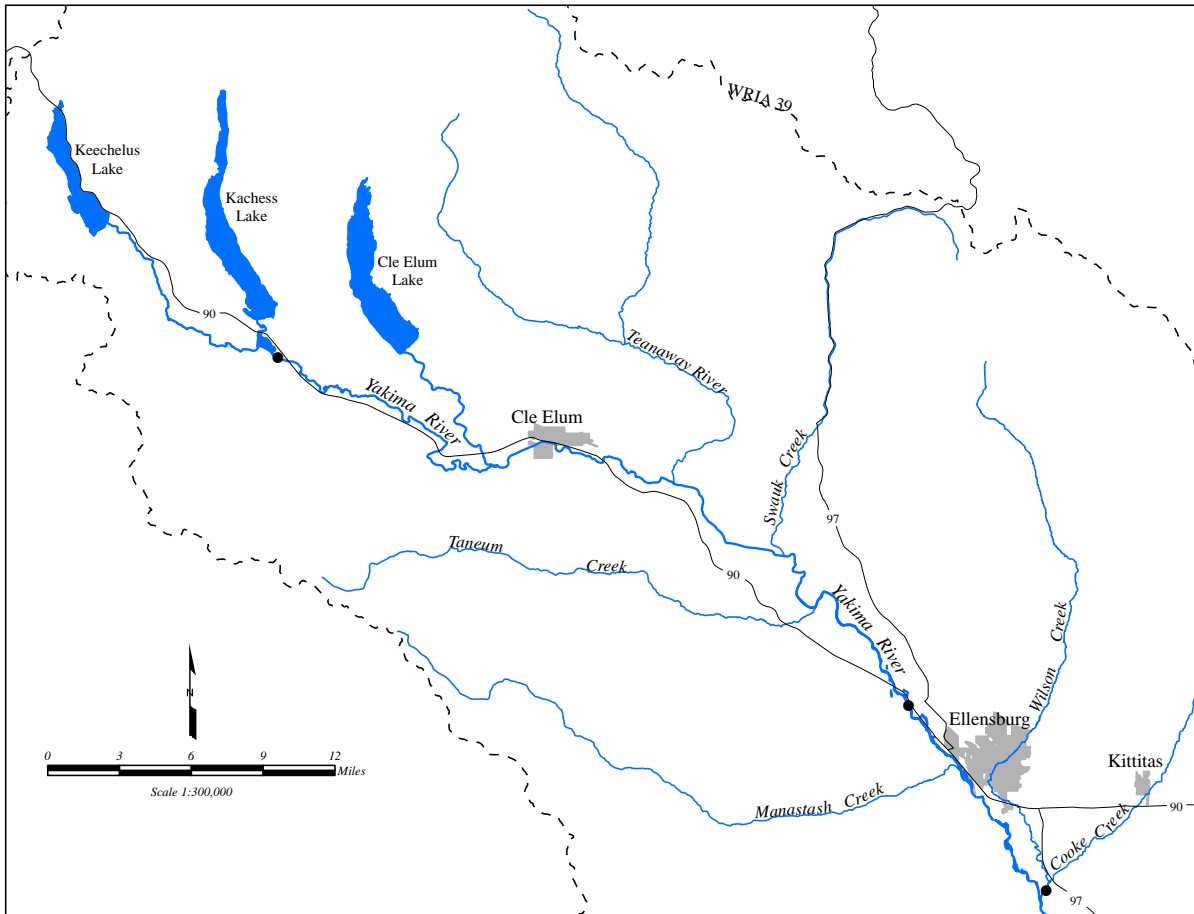 WRIA 39
Keechelus
Lake
Kachess
Lake
Cle Elum
Lake
90
Teanaway River
Yakima River
Cle Elum
Swauk Creek
97
Taneum Creek
90
Yakima River
Wilson Creek
N
Ellensburg
Kittitas
0 3 6 9 12
Miles
Scale 1:300,000
Manastash Creek
90
Cooke Creek
97